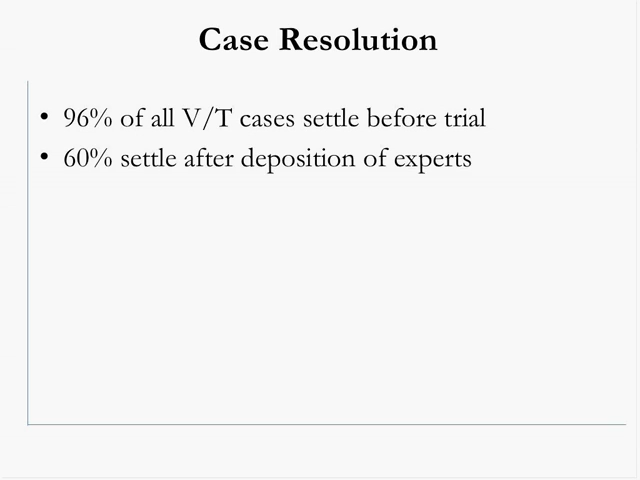 Case Resolution
• 96% of all V/T cases settle before trial
• 60% settle after deposition of experts